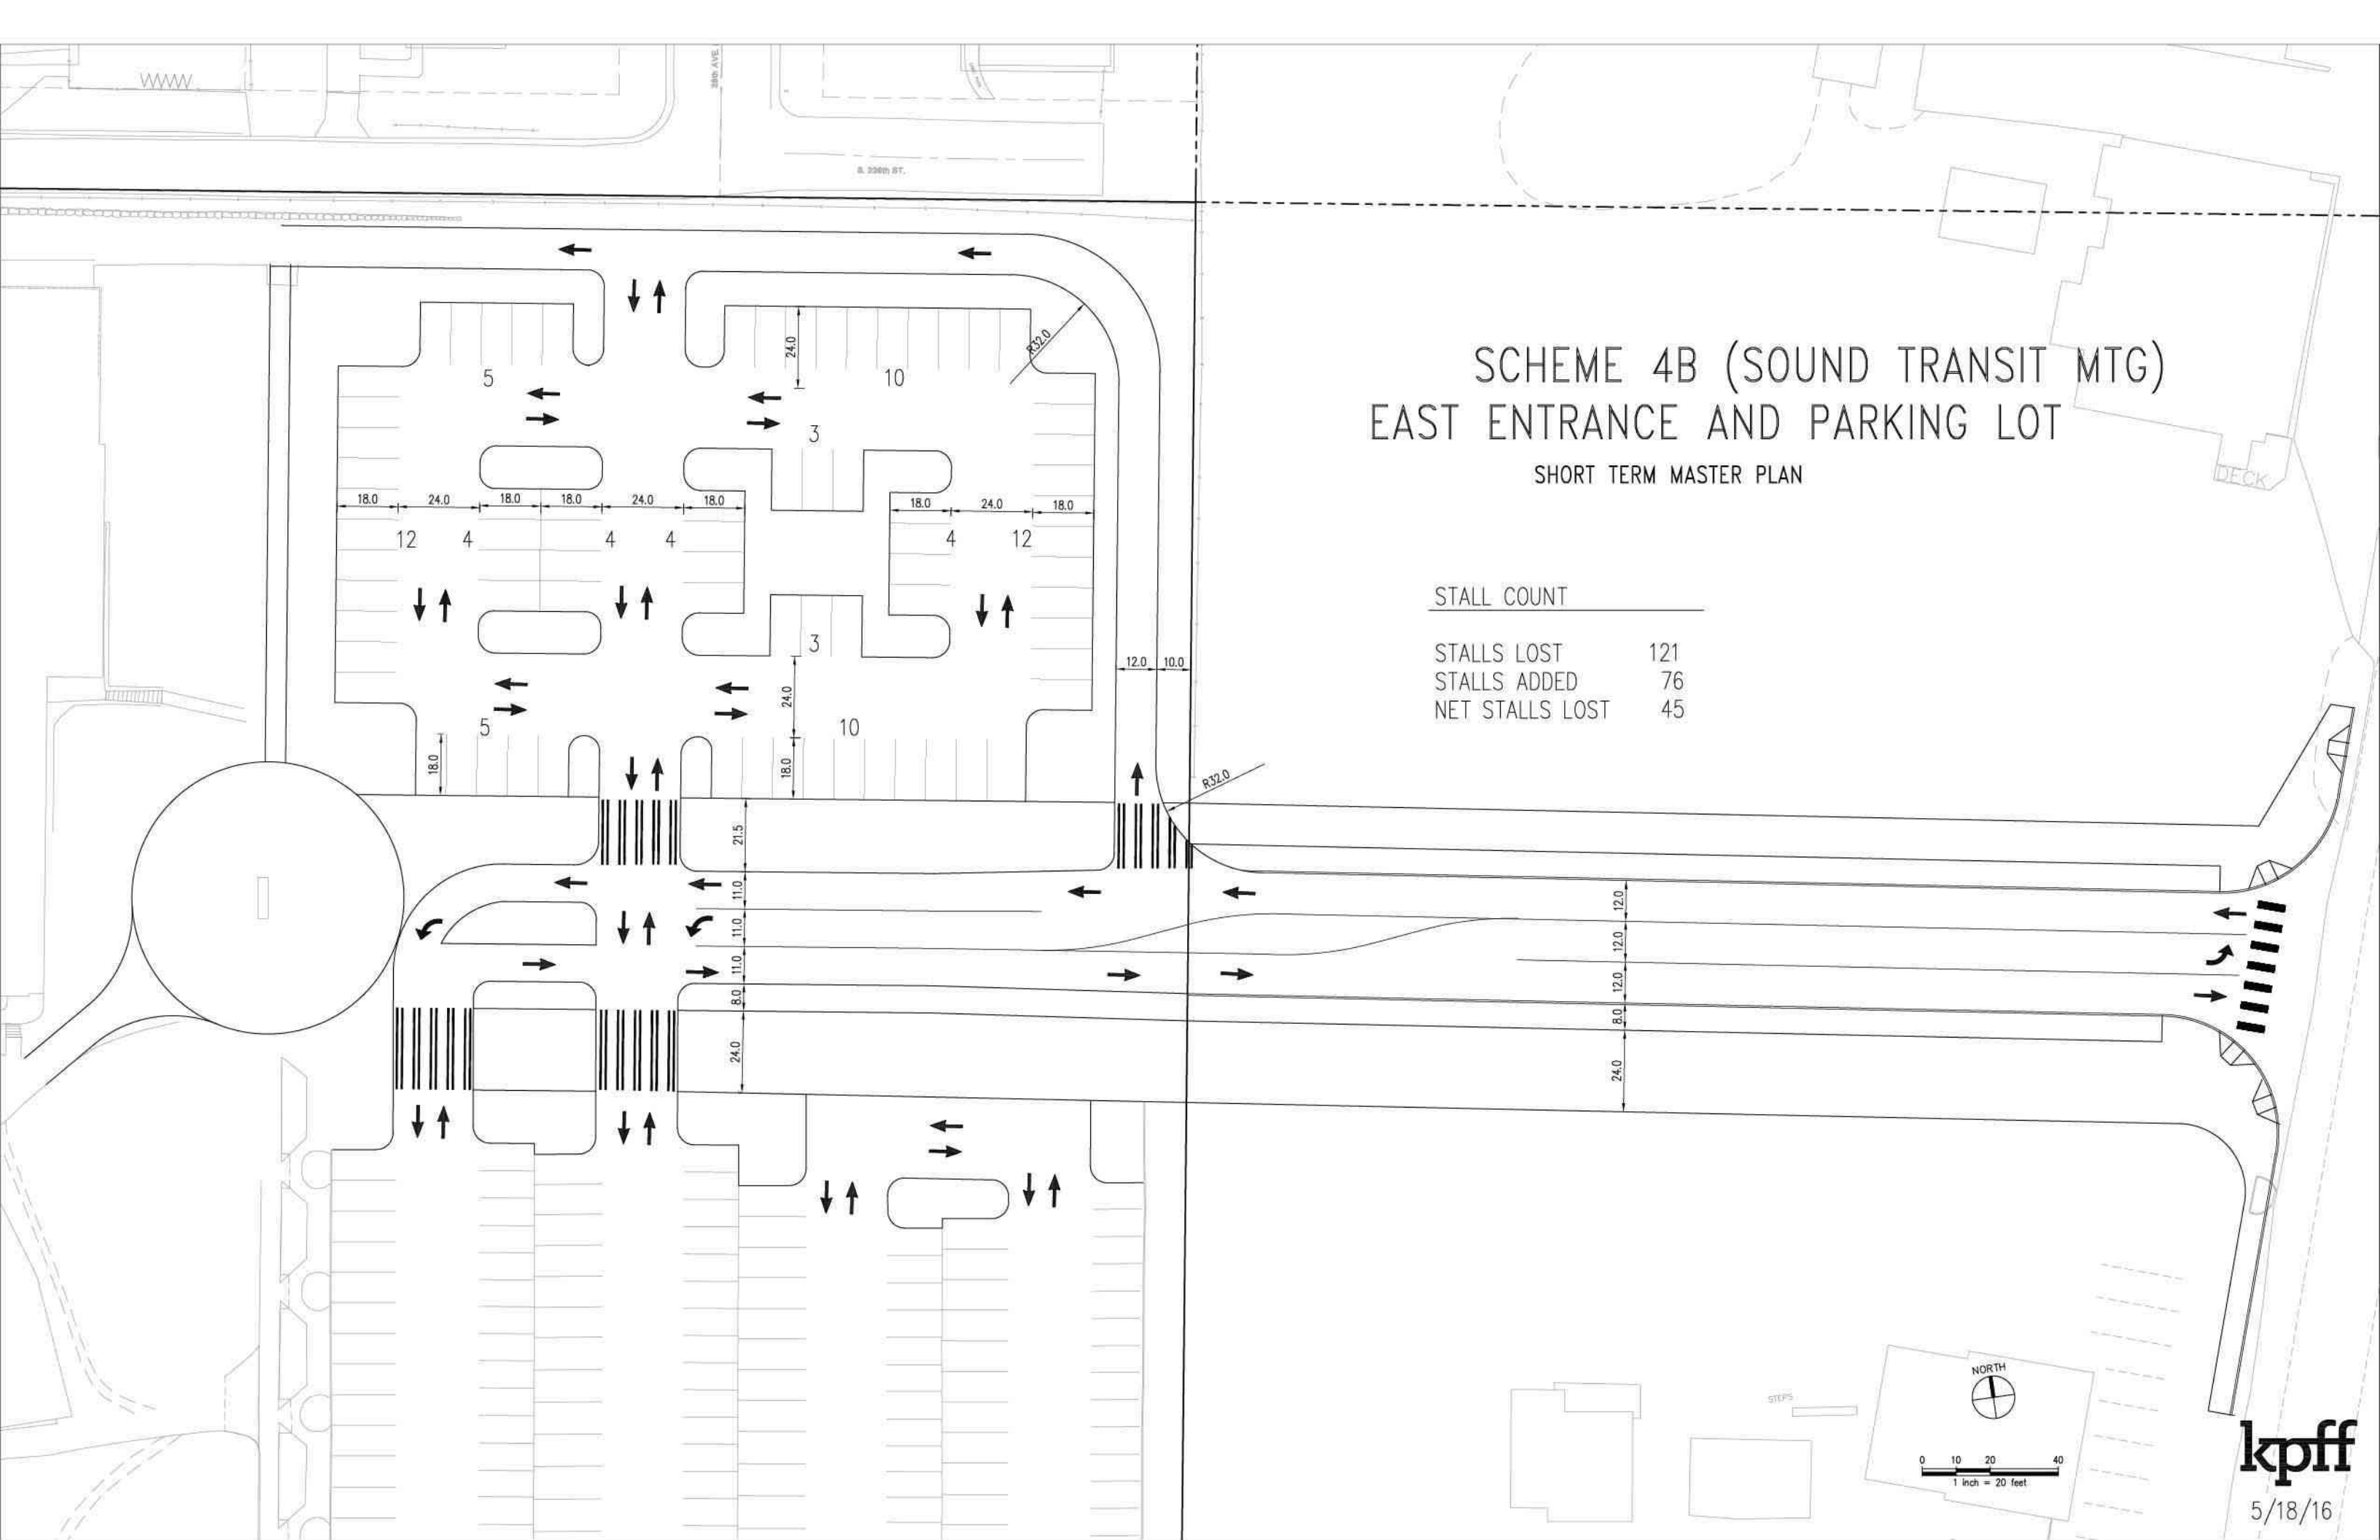 28th AVE.
S. 336th ST.
R32.0
24.0
5
10
3
18.0
24.0
18.0
18.0
24.0
18.0
18.0
24.0
18.0
12
4
4
4
4
12
3
12.0
10.0
24.0
5
10
18.0
18.0
R32.0
21.5
11.0
11.0
11.0
8.0
24.0
12.0
12.0
12.0
8.0
24.0
SCHEME 4B (SOUND TRANSIT MTG)
EAST ENTRANCE AND PARKING LOT
SHORT TERM MASTER PLAN
DECK
STALL COUNT
STALLS LOST 121
STALLS ADDED 76
NET STALLS LOST 45
STEPS
NORTH
0 10 20 40
1 inch = 20 feet
kpff
5/18/16